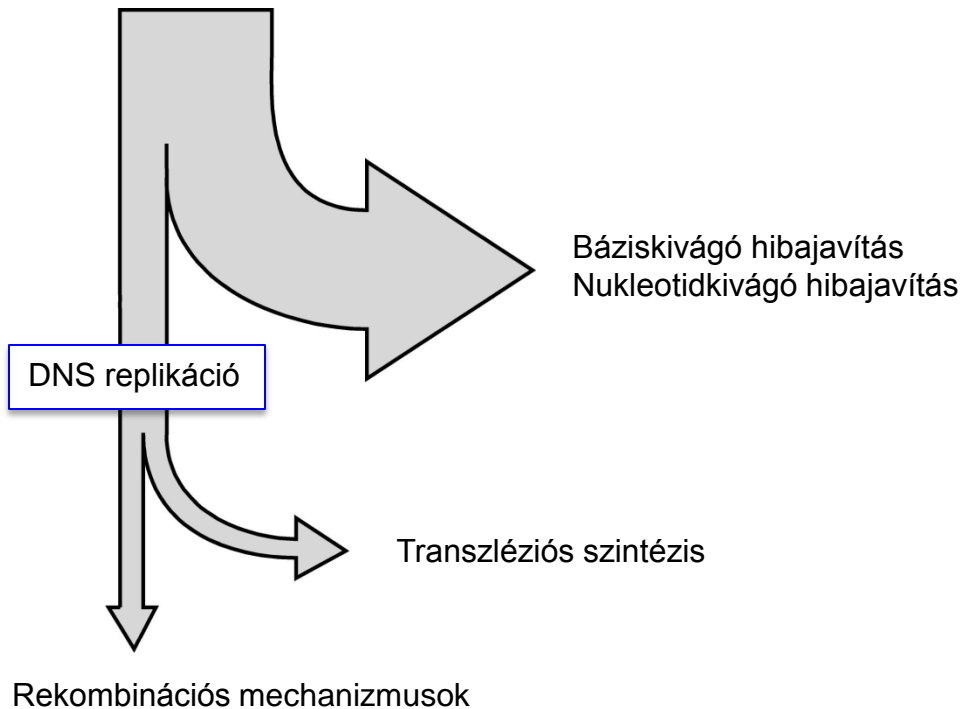 Báziskivágó hibajavítás
Nukleotidkivágó hibajavítás
DNS replikáció
Transzléziós szintézis
Rekombinációs mechanizmusok